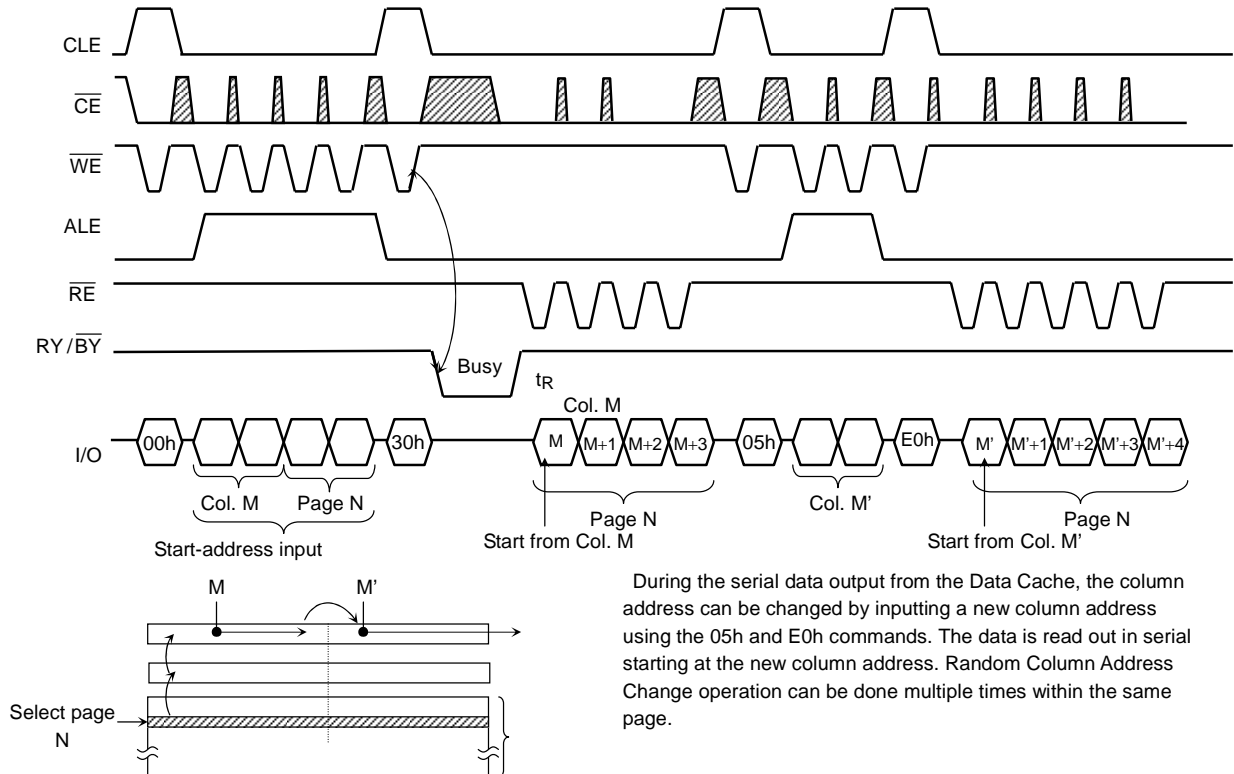 CLE
CE
WE
ALE
RE
RY/BY
Busy
tR
Col. M
I/O
00h
30h
M
M+1
M+2
M+3
05h
E0h
M'
M'+1
M'+2
M'+3
M'+4
Col. M
Page N
Page N
Col. M'
Page N
Start-address input
Start from Col. M
Start from Col. M'
M
M'
During the serial data output from the Data Cache, the column
address can be changed by inputting a new column address
using the 05h and E0h commands. The data is read out in serial
starting at the new column address. Random Column Address
Change operation can be done multiple times within the same
page.
Select page
N